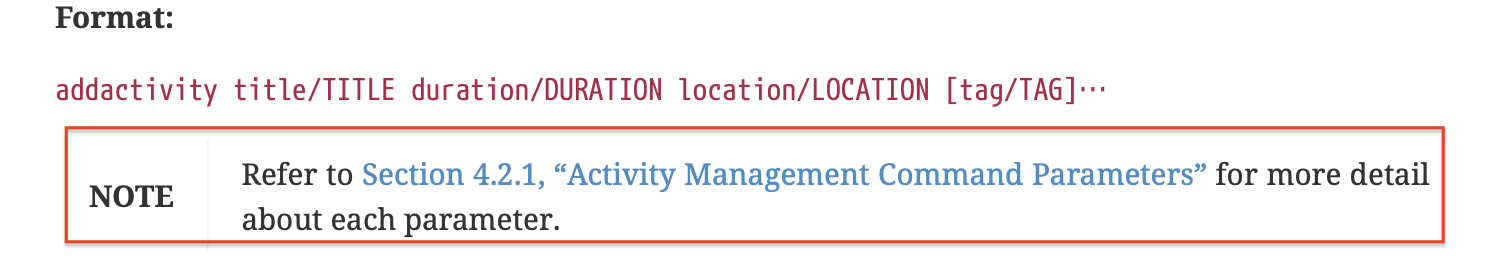 Format:
addactivity title/TITLE duration/DURATION location/LOCATION [tag/TAG]…
NOTE
Refer to Section 4.2.1, “Activity Management Command Parameters” for more detail
about each parameter.